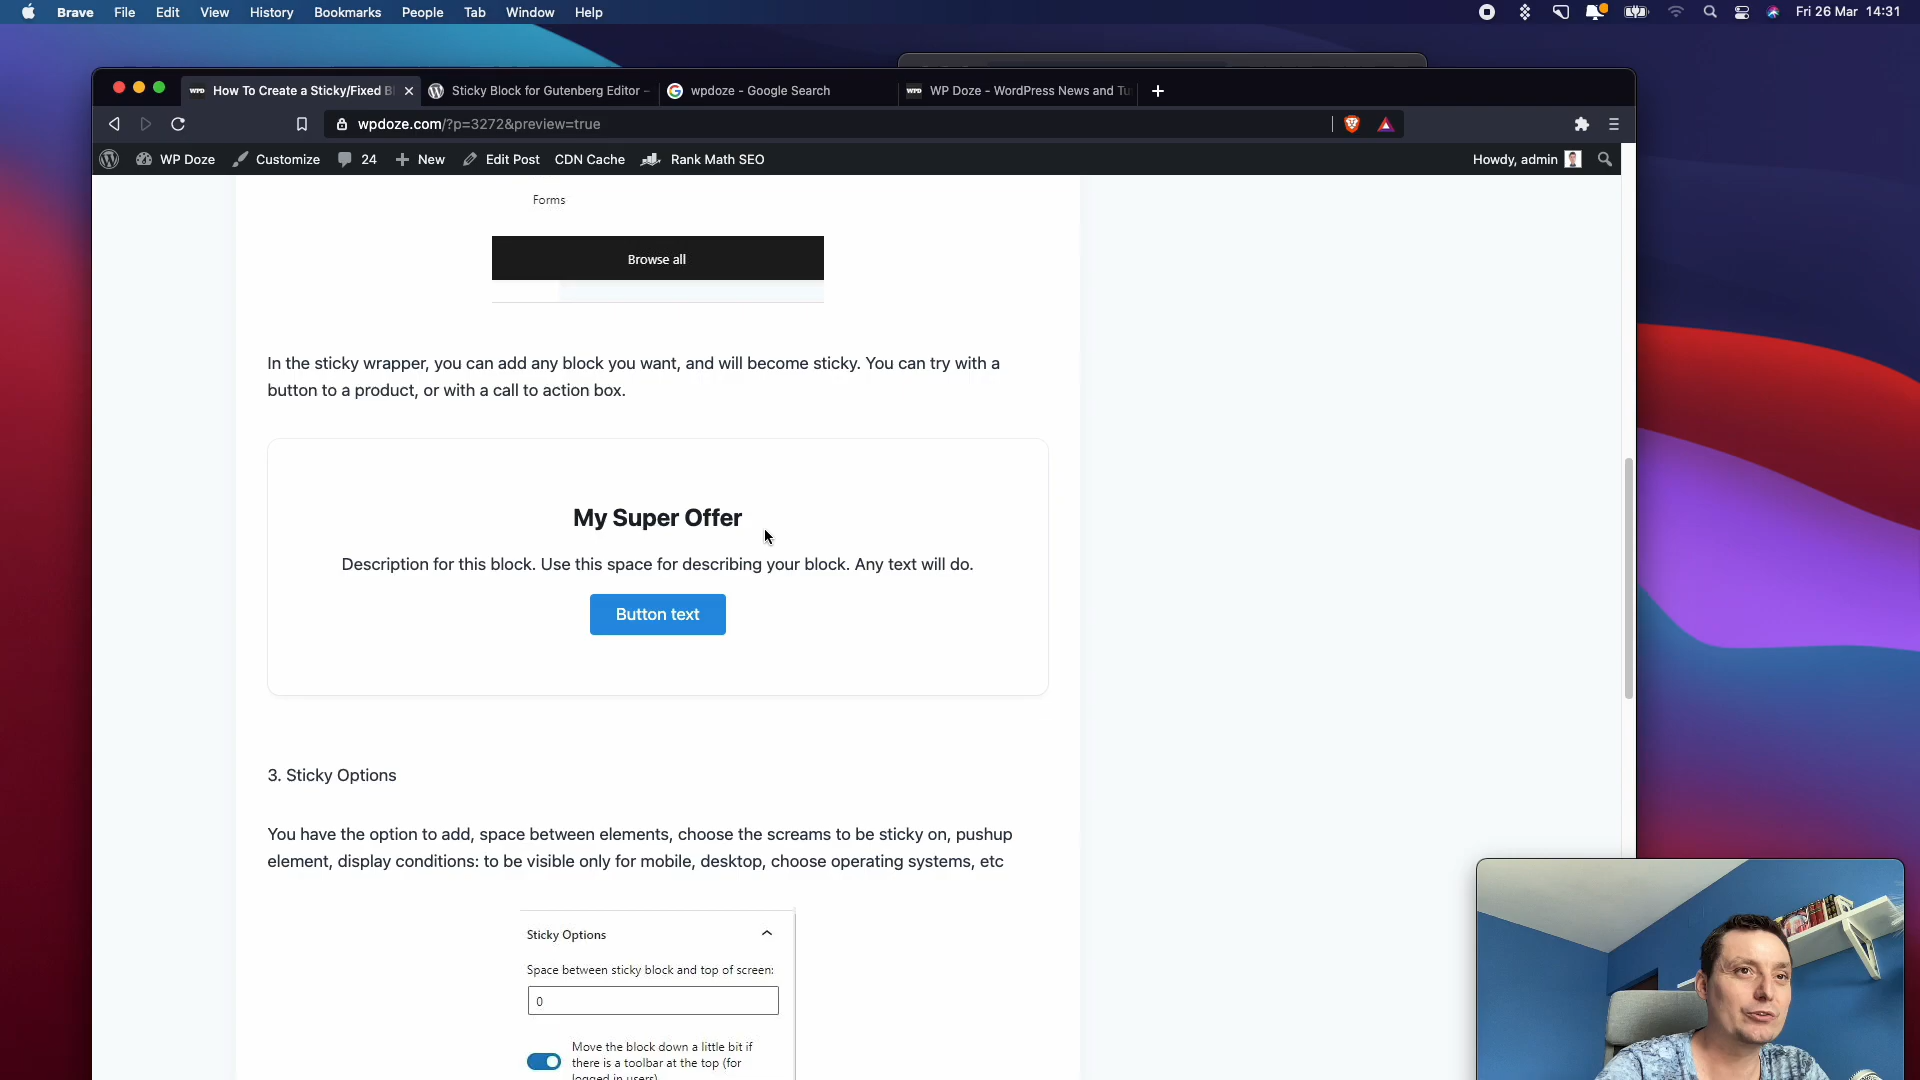 Brave File Edit View History Bookmarks People Tab Window Help
Fri 26 Mar 14:31
WPD How To Create a Sticky/Fixed Bl
Sticky Block for Gutenberg Editor –
wpdoze - Google Search
WPD WP Doze - WordPress News and Tu
wpdoze.com/?p=3272&preview=true
WP Doze Customize 24 New Edit Post CDN Cache Rank Math SEO
Howdy, admin
Forms
Browse all
In the sticky wrapper, you can add any block you want, and will become sticky. You can try with a
button to a product, or with a call to action box.
My Super Offer
Description for this block. Use this space for describing your block. Any text will do.
Button text
3. Sticky Options
You have the option to add, space between elements, choose the screams to be sticky on, pushup
element, display conditions: to be visible only for mobile, desktop, choose operating systems, etc
Sticky Options
Space between sticky block and top of screen:
0
Move the block down a little bit if
there is a toolbar at the top (for
logged in users)